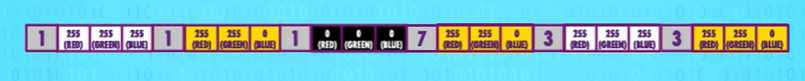 1 255 (RED) 255 (GREEN) 255 (BLUE) 1 255 (RED) 255 (GREEN) 0 (BLUE) 1 0 (RED) 0 (GREEN) 0 (BLUE) 7 255 (RED) 255 (GREEN) 0 (BLUE) 3 255 (RED) 255 (GREEN) 255 (BLUE) 3 255 (RED) 255 (GREEN) 0 (BLUE)